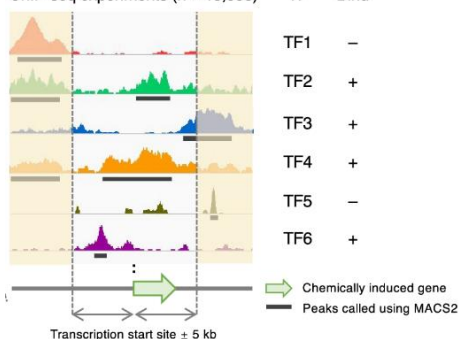 TF1 –
TF2 +
TF3 +
TF4 +
TF5 –
TF6 +
Chemically induced gene
Peaks called using MACS2
Transcription start site ± 5 kb